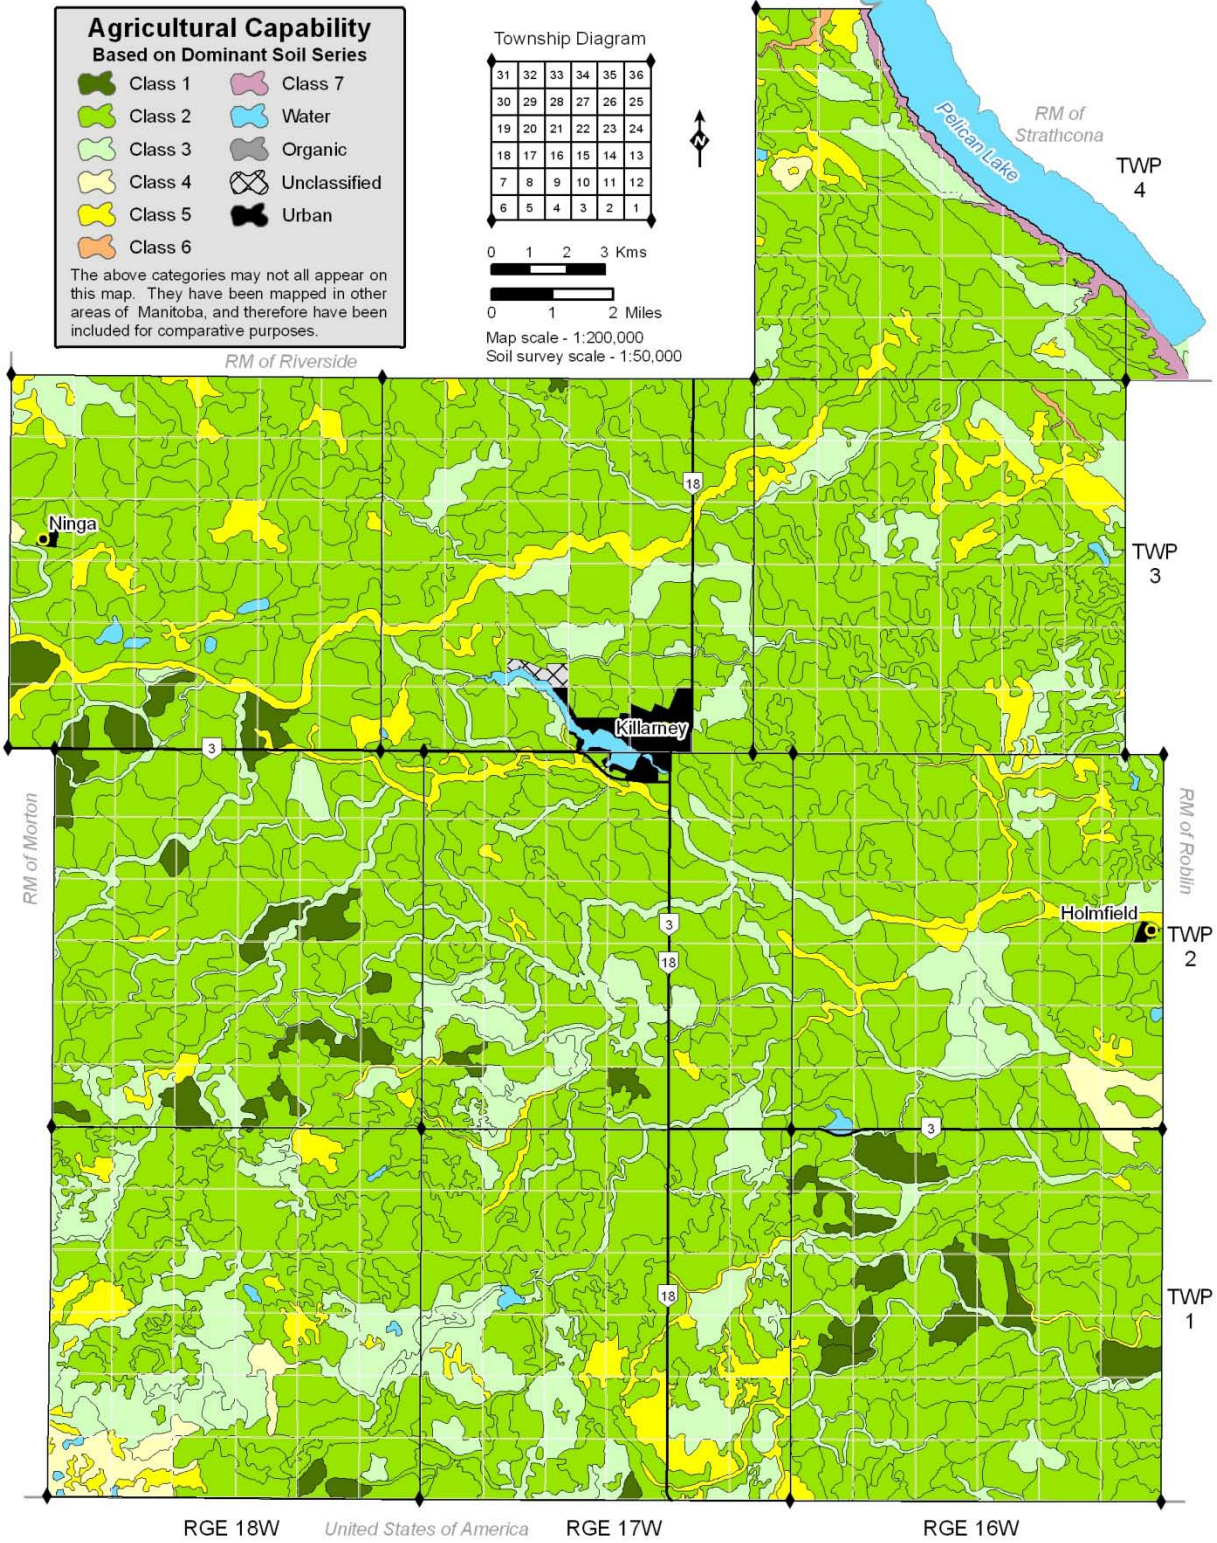 Agricultural Capability
Based on Dominant Soil Series
Class 1
Class 2
Class 3
Class 4
Class 5
Class 6
Class 7
Water
Organic
Unclassified
Urban
The above categories may not all appear on
this map. They have been mapped in other
areas of Manitoba, and therefore have been
included for comparative purposes.
Township Diagram
31 32 33 34 35 36
30 29 28 27 26 25
19 20 21 22 23 24
18 17 16 15 14 13
7 8 9 10 11 12
6 5 4 3 2 1
N
0 1 2 3 Kms
0 1 2 Miles
Map scale - 1:200,000
Soil survey scale - 1:50,000
Pelican Lake
RM of
Strathcona
TWP
4
RM of Riverside
18
Ninga
TWP
3
Killarney
3
RM of Morton
RM of Roblin
Holmfield
3
18
TWP
2
3
18
TWP
1
RGE 18W
United States of America
RGE 17W
RGE 16W